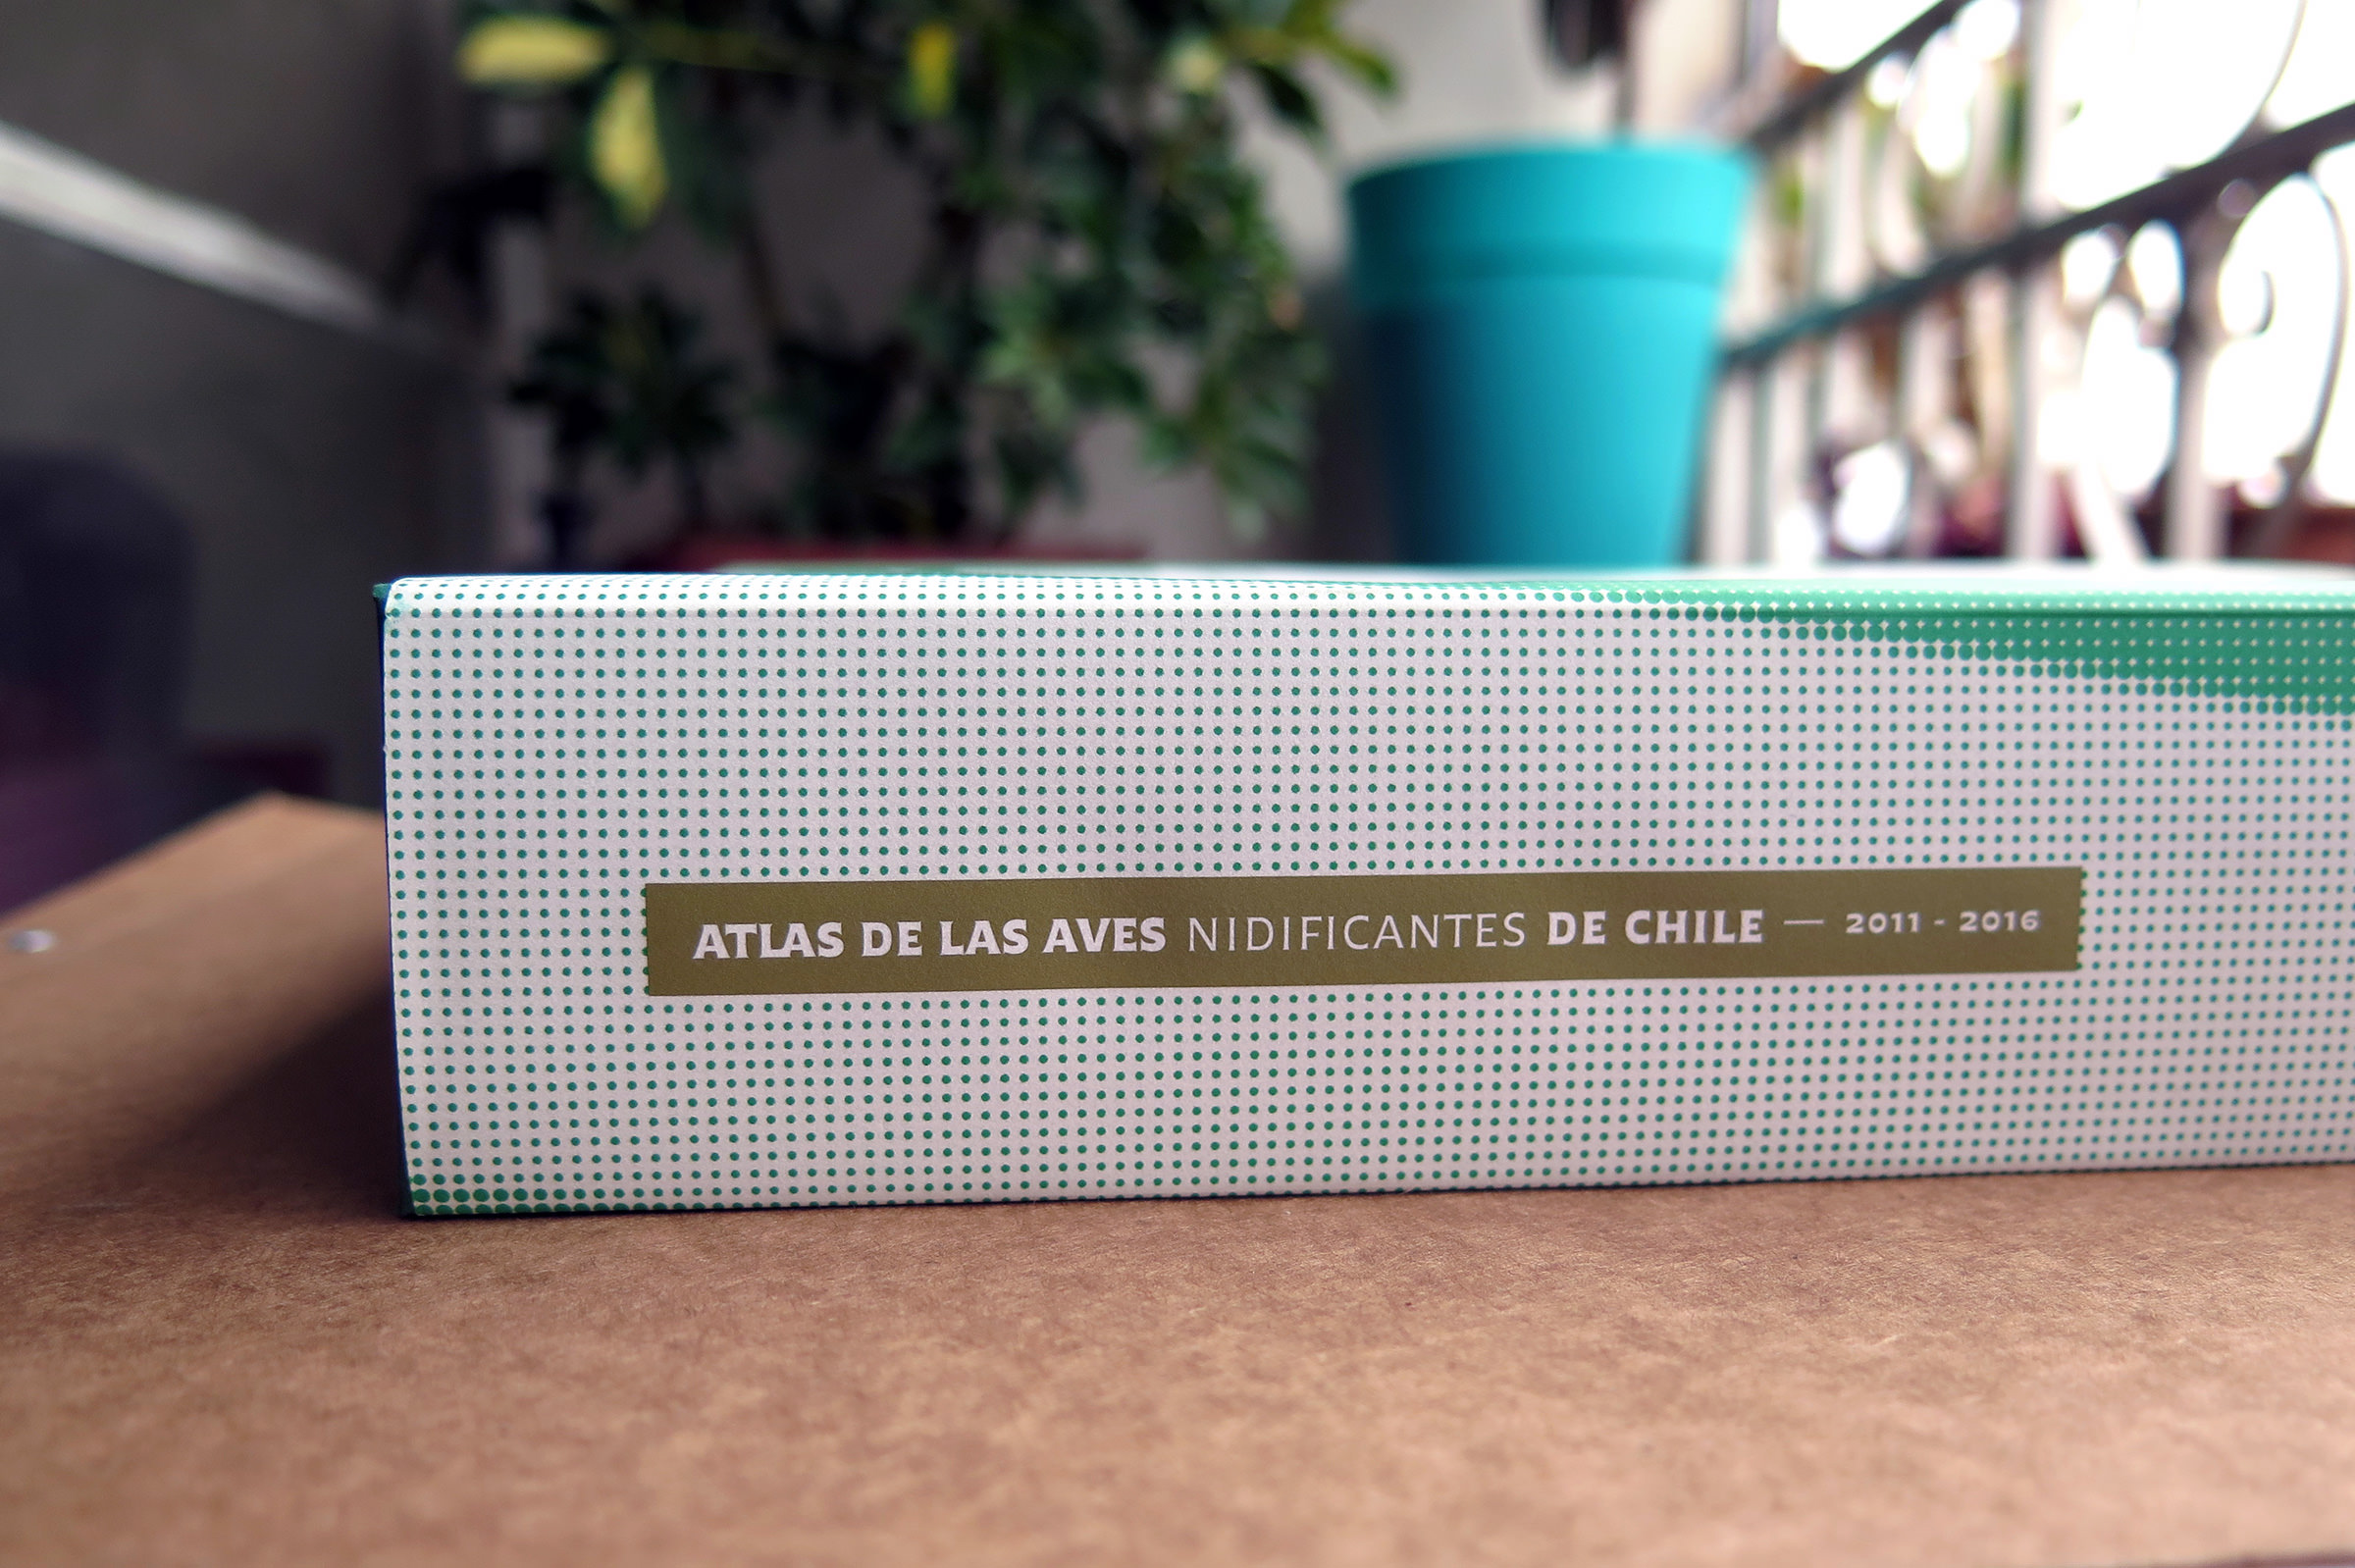 ATLAS DE LAS AVES NIDIFICANTES DE CHILE — 2011 - 2016